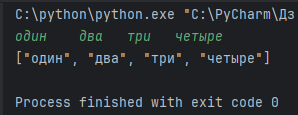 C:\python\python.exe "C:\PyCharm\Дз
один   два   три   четыре
["один", "два", "три", "четыре"]
Process finished with exit code 0